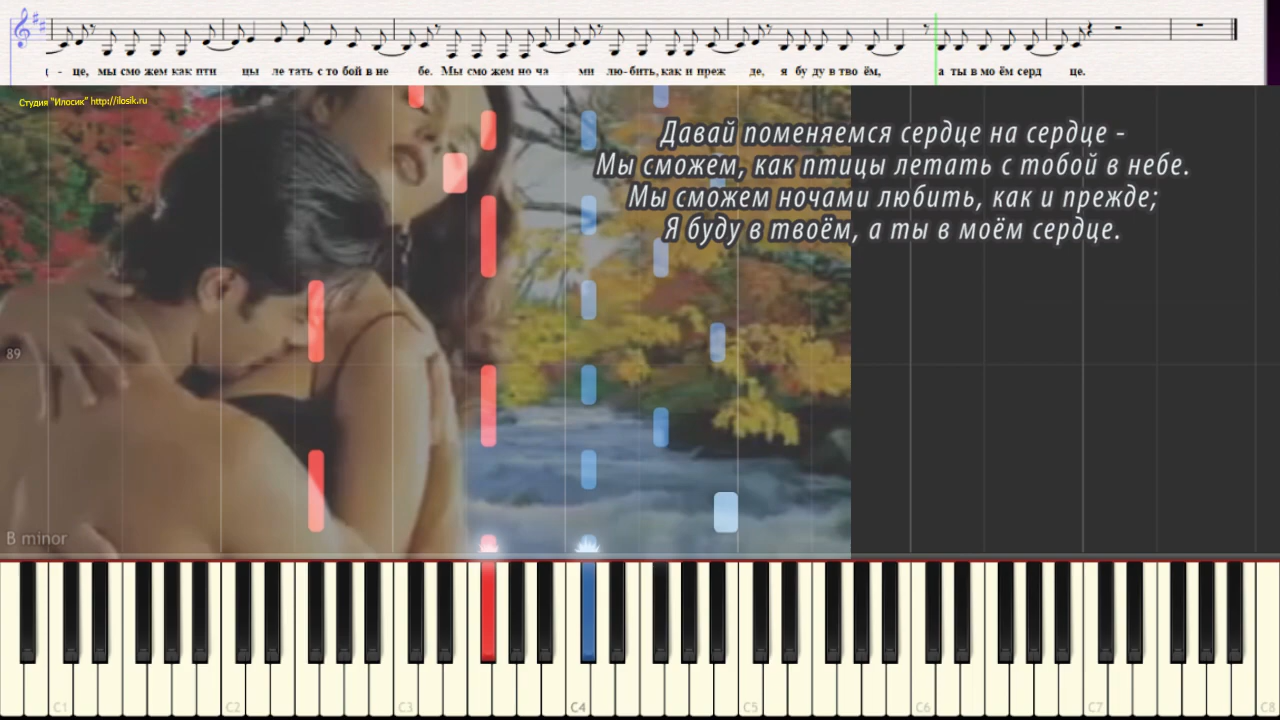 - це, мы смо жем как пти цы ле тать с то бой в не бе. Мы смо жем но ча ми лю-бить, как и преж де, я бу ду в тво ём, а ты в мо ём серд це.
Студия "Илосик" http://ilosik.ru
Давай поменяемся сердце на сердце -
Мы сможем, как птицы летать с тобой в небе.
Мы сможем ночами любить, как и прежде;
Я буду в твоём, а ты в моём сердце.
89
B minor
C1 C2 C3 C4 C5 C6 C7 C8